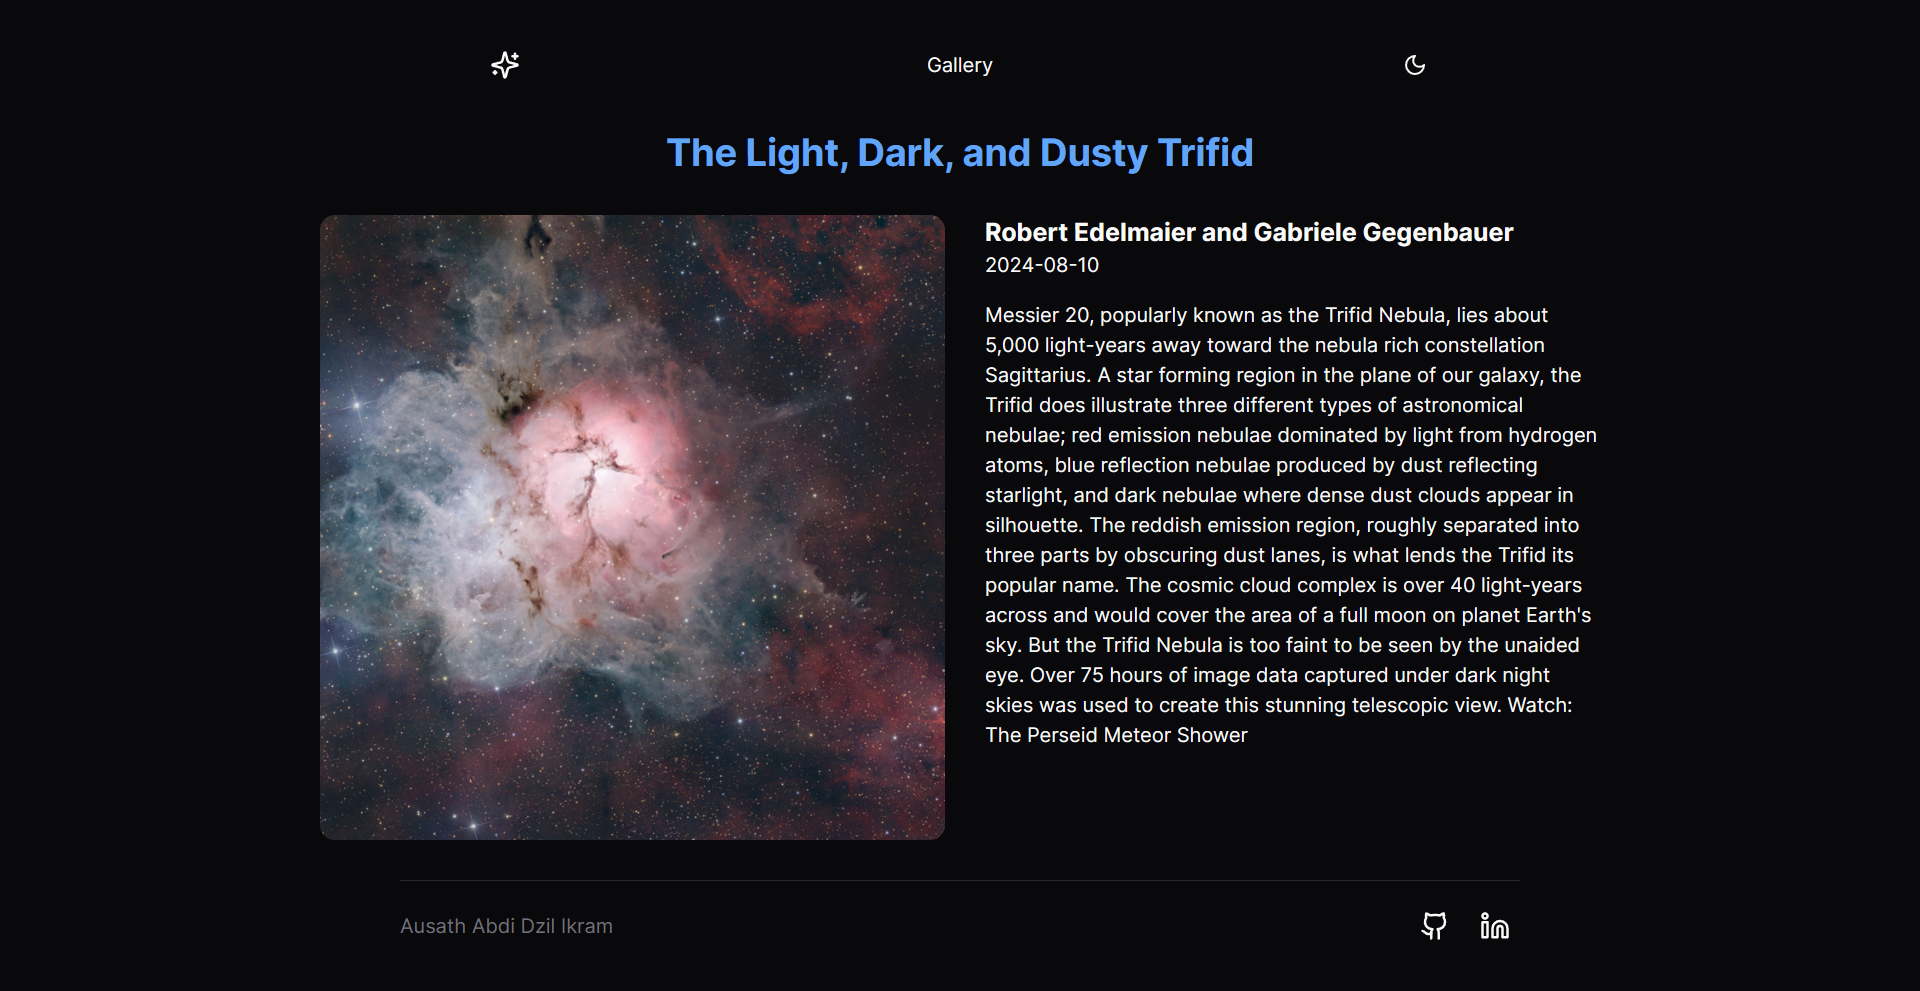 Gallery
The Light, Dark, and Dusty Trifid
Robert Edelmaier and Gabriele Gegenbauer
2024-08-10
Messier 20, popularly known as the Trifid Nebula, lies about
5,000 light-years away toward the nebula rich constellation
Sagittarius. A star forming region in the plane of our galaxy, the
Trifid does illustrate three different types of astronomical
nebulae; red emission nebulae dominated by light from hydrogen
atoms, blue reflection nebulae produced by dust reflecting
starlight, and dark nebulae where dense dust clouds appear in
silhouette. The reddish emission region, roughly separated into
three parts by obscuring dust lanes, is what lends the Trifid its
popular name. The cosmic cloud complex is over 40 light-years
across and would cover the area of a full moon on planet Earth's
sky. But the Trifid Nebula is too faint to be seen by the unaided
eye. Over 75 hours of image data captured under dark night
skies was used to create this stunning telescopic view. Watch:
The Perseid Meteor Shower
Ausath Abdi Dzil Ikram